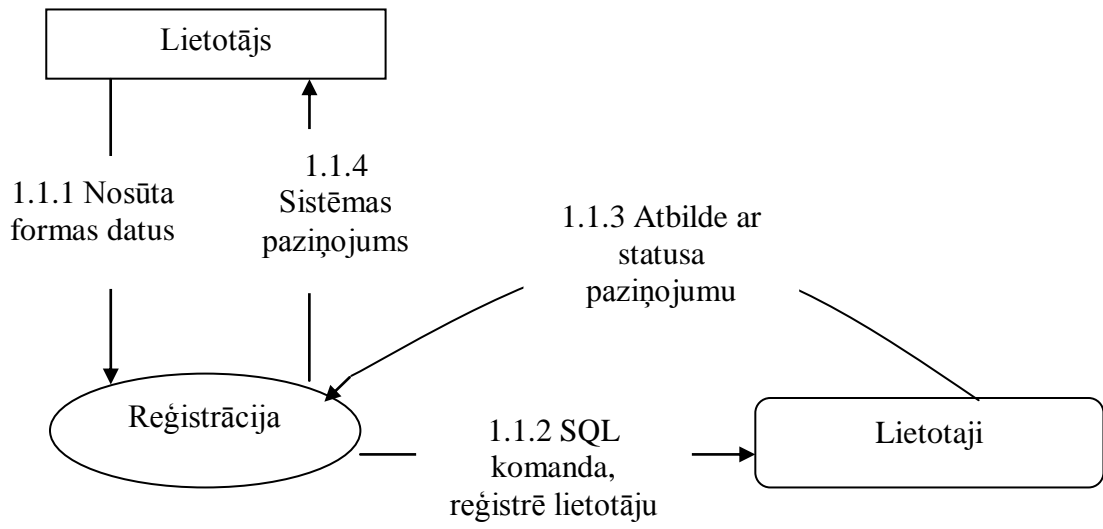 Lietotājs
1.1.1 Nosūta
formas datus
1.1.4
Sistēmas
paziņojums
1.1.3 Atbilde ar
statusa
paziņojumu
Reģistrācija
1.1.2 SQL
komanda,
reģistrē lietotāju
Lietotaji